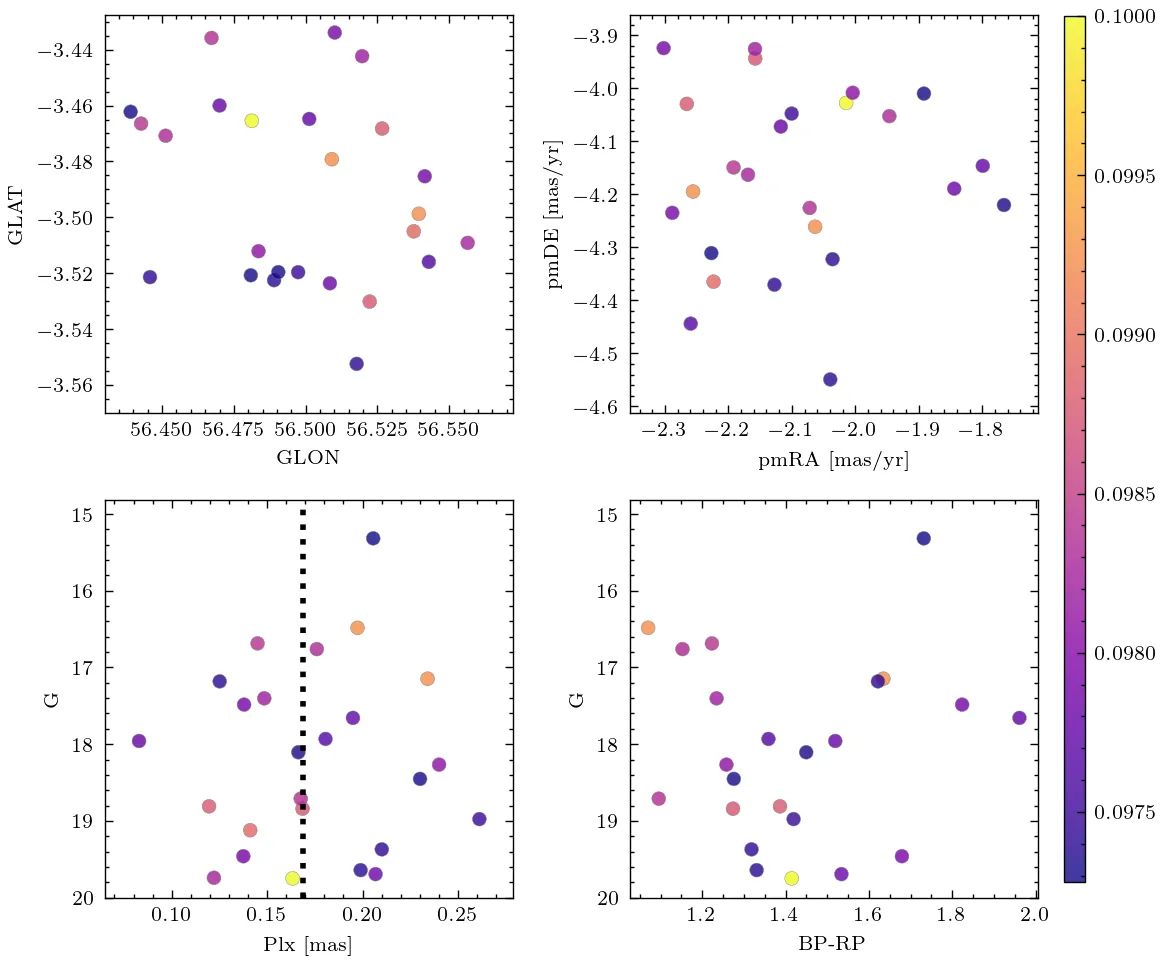 −3.44
−3.46
−3.48
−3.50
−3.52
−3.54
−3.56
GLAT
56.450 56.475 56.500 56.525 56.550
GLON
−3.9
−4.0
−4.1
−4.2
−4.3
−4.4
−4.5
−4.6
pmDE [mas/yr]
−2.3 −2.2 −2.1 −2.0 −1.9 −1.8
pmRA [mas/yr]
15
16
17
18
19
20
G
0.10 0.15 0.20 0.25
Plx [mas]
15
16
17
18
19
20
G
1.2 1.4 1.6 1.8 2.0
BP-RP
0.1000
0.0995
0.0990
0.0985
0.0980
0.0975